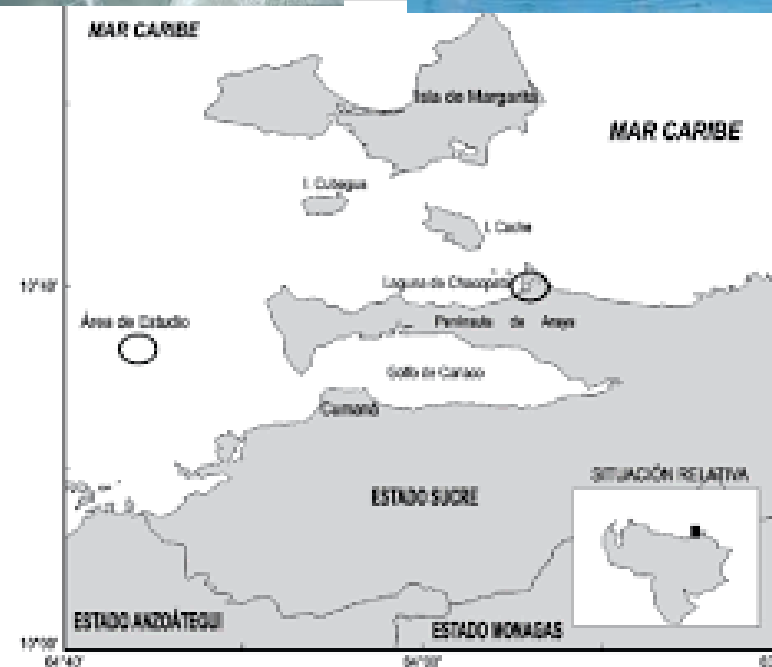 MAR CARIBE
Isla de Margarita
MAR CARIBE
I. Cubagua
I. Coche
Laguna de Chacopata
Área de Estudio
Península de Araya
Golfo de Cariaco
Cumaná
SITUACIÓN RELATIVA
ESTADO SUCRE
ESTADO ANZOÁTEGUI
ESTADO MONAGAS